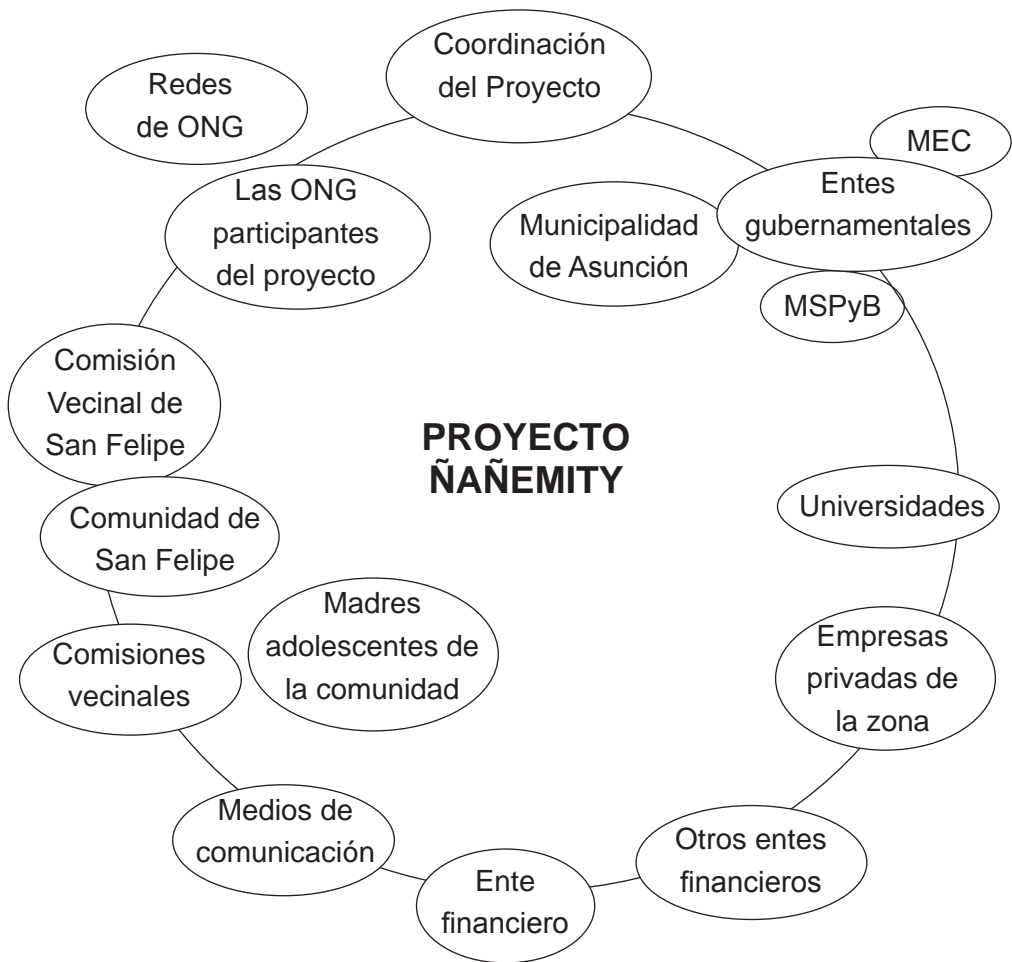 Coordinación
del Proyecto
Redes
de ONG
MEC
Las ONG
participantes
del proyecto
Entes
gubernamentales
Municipalidad
de Asunción
MSPyB
Comisión
Vecinal de
San Felipe
PROYECTO
ÑAÑEMITY
Universidades
Comunidad de
San Felipe
Madres
adolescentes de
la comunidad
Comisiones
vecinales
Empresas
privadas de
la zona
Medios de
comunicación
Otros entes
financieros
Ente
financiero